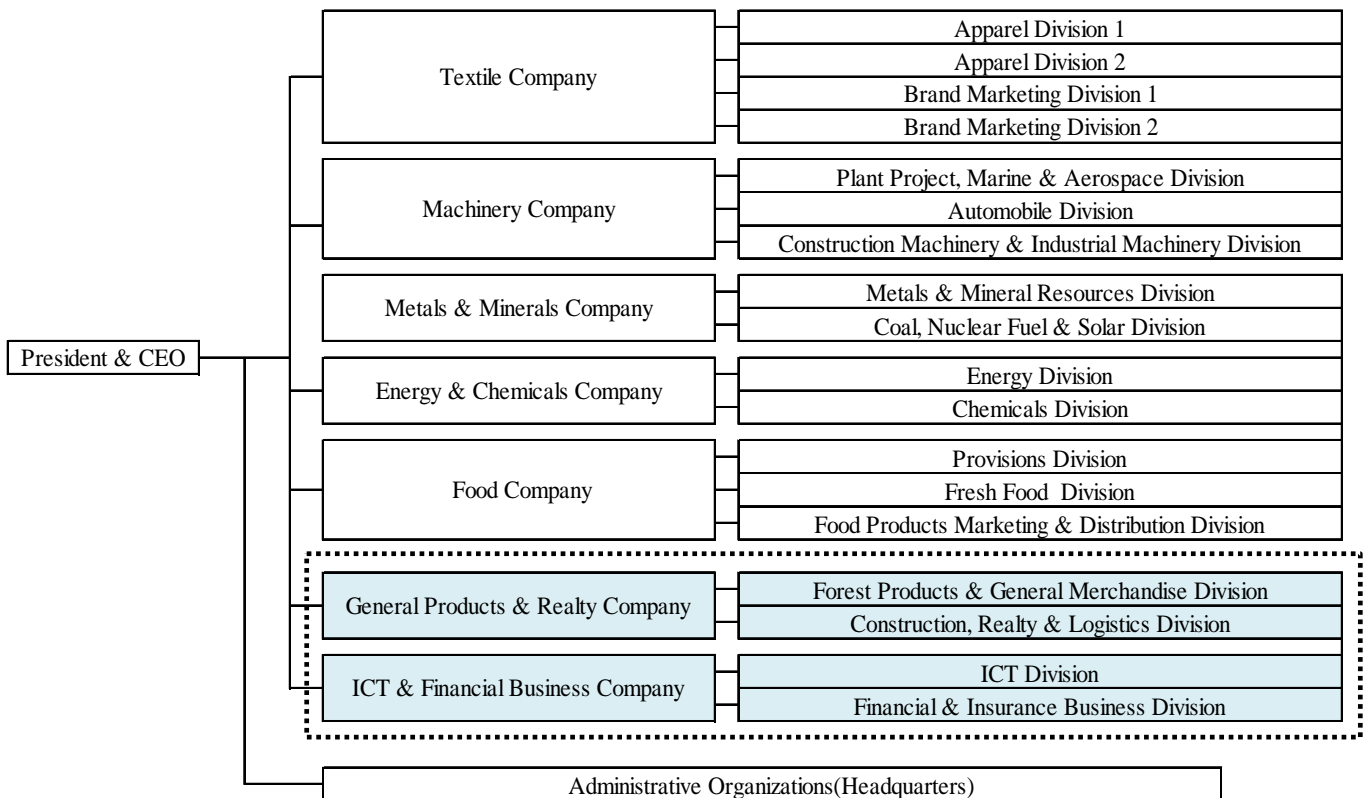 Textile Company
Apparel Division 1
Apparel Division 2
Brand Marketing Division 1
Brand Marketing Division 2
Machinery Company
Plant Project, Marine & Aerospace Division
Automobile Division
Construction Machinery & Industrial Machinery Division
Metals & Minerals Company
Metals & Mineral Resources Division
Coal, Nuclear Fuel & Solar Division
President & CEO
Energy & Chemicals Company
Energy Division
Chemicals Division
Food Company
Provisions Division
Fresh Food Division
Food Products Marketing & Distribution Division
General Products & Realty Company
Forest Products & General Merchandise Division
Construction, Realty & Logistics Division
ICT & Financial Business Company
ICT Division
Financial & Insurance Business Division
Administrative Organizations(Headquarters)